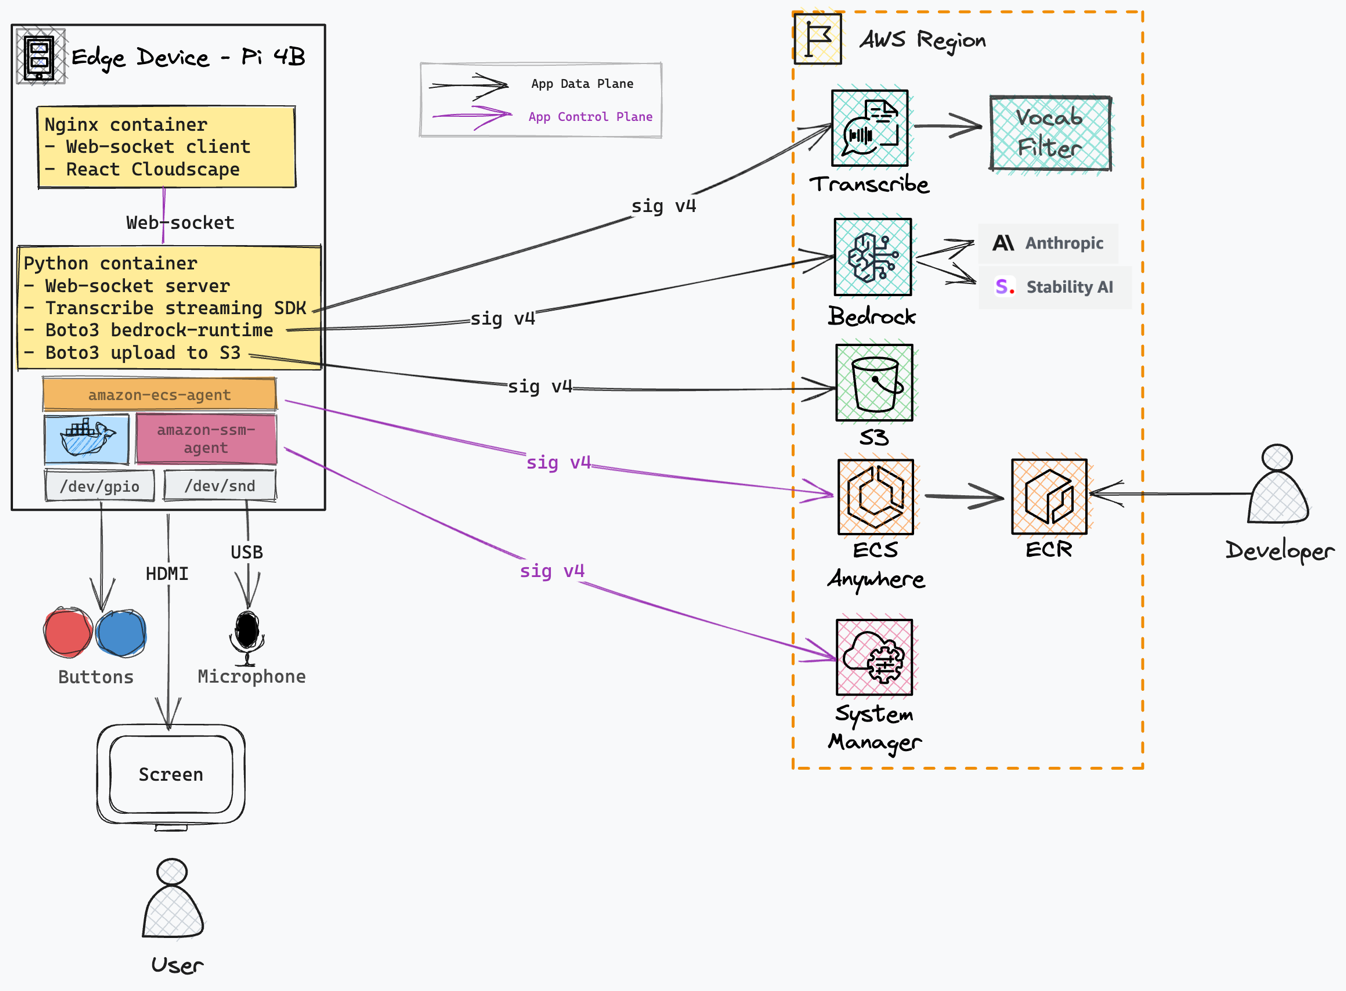 Edge Device - Pi 4B
Nginx container
- Web-socket client
- React Cloudscape
Web-socket
Python container
- Web-socket server
- Transcribe streaming SDK
- Boto3 bedrock-runtime
- Boto3 upload to S3
amazon-ecs-agent
amazon-ssm-
agent
/dev/gpio
/dev/snd
USB
HDMI
Buttons
Microphone
Screen
User
App Data Plane
App Control Plane
sig v4
sig v4
sig v4
sig v4
sig v4
AWS Region
Transcribe
Vocab
Filter
Bedrock
A\ Anthropic
S. Stability AI
S3
ECS
Anywhere
ECR
System
Manager
Developer